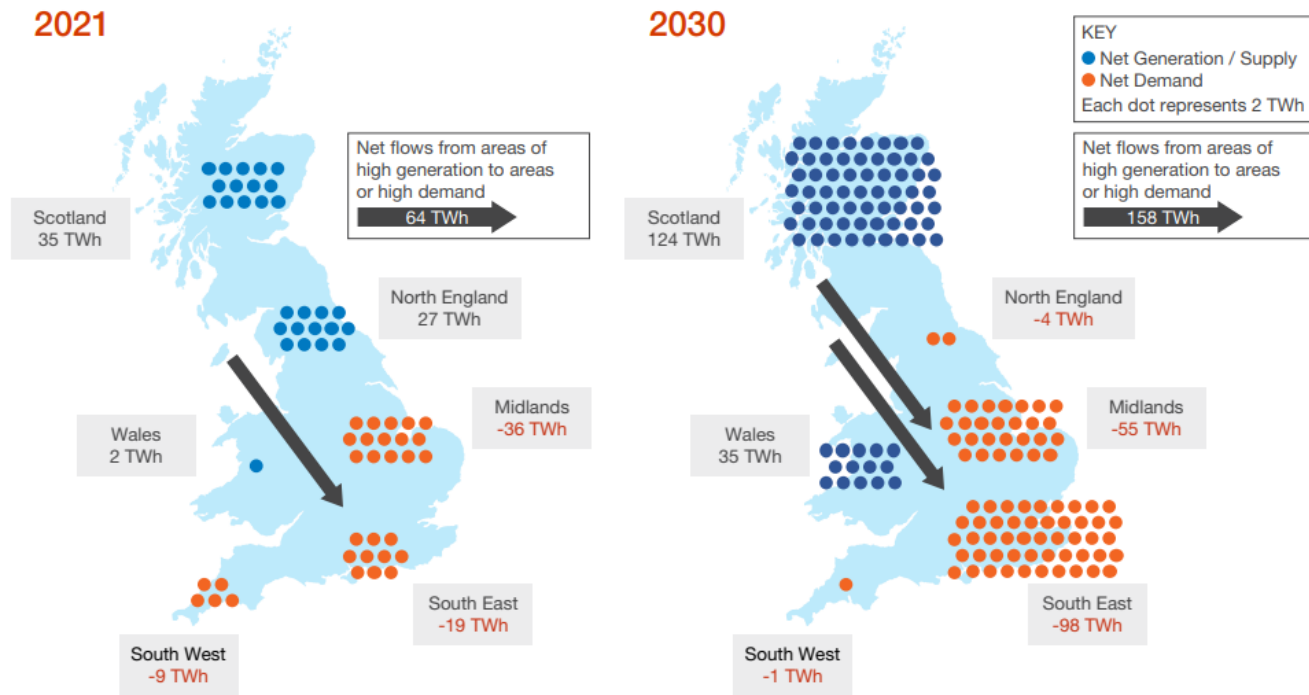 2021
Net flows from areas of
high generation to areas
or high demand
64 TWh
Scotland
35 TWh
North England
27 TWh
Wales
2 TWh
Midlands
-36 TWh
South East
-19 TWh
South West
-9 TWh
2030
KEY
Net Generation / Supply
Net Demand
Each dot represents 2 TWh
Net flows from areas of
high generation to areas
or high demand
158 TWh
Scotland
124 TWh
North England
-4 TWh
Wales
35 TWh
Midlands
-55 TWh
South East
-98 TWh
South West
-1 TWh